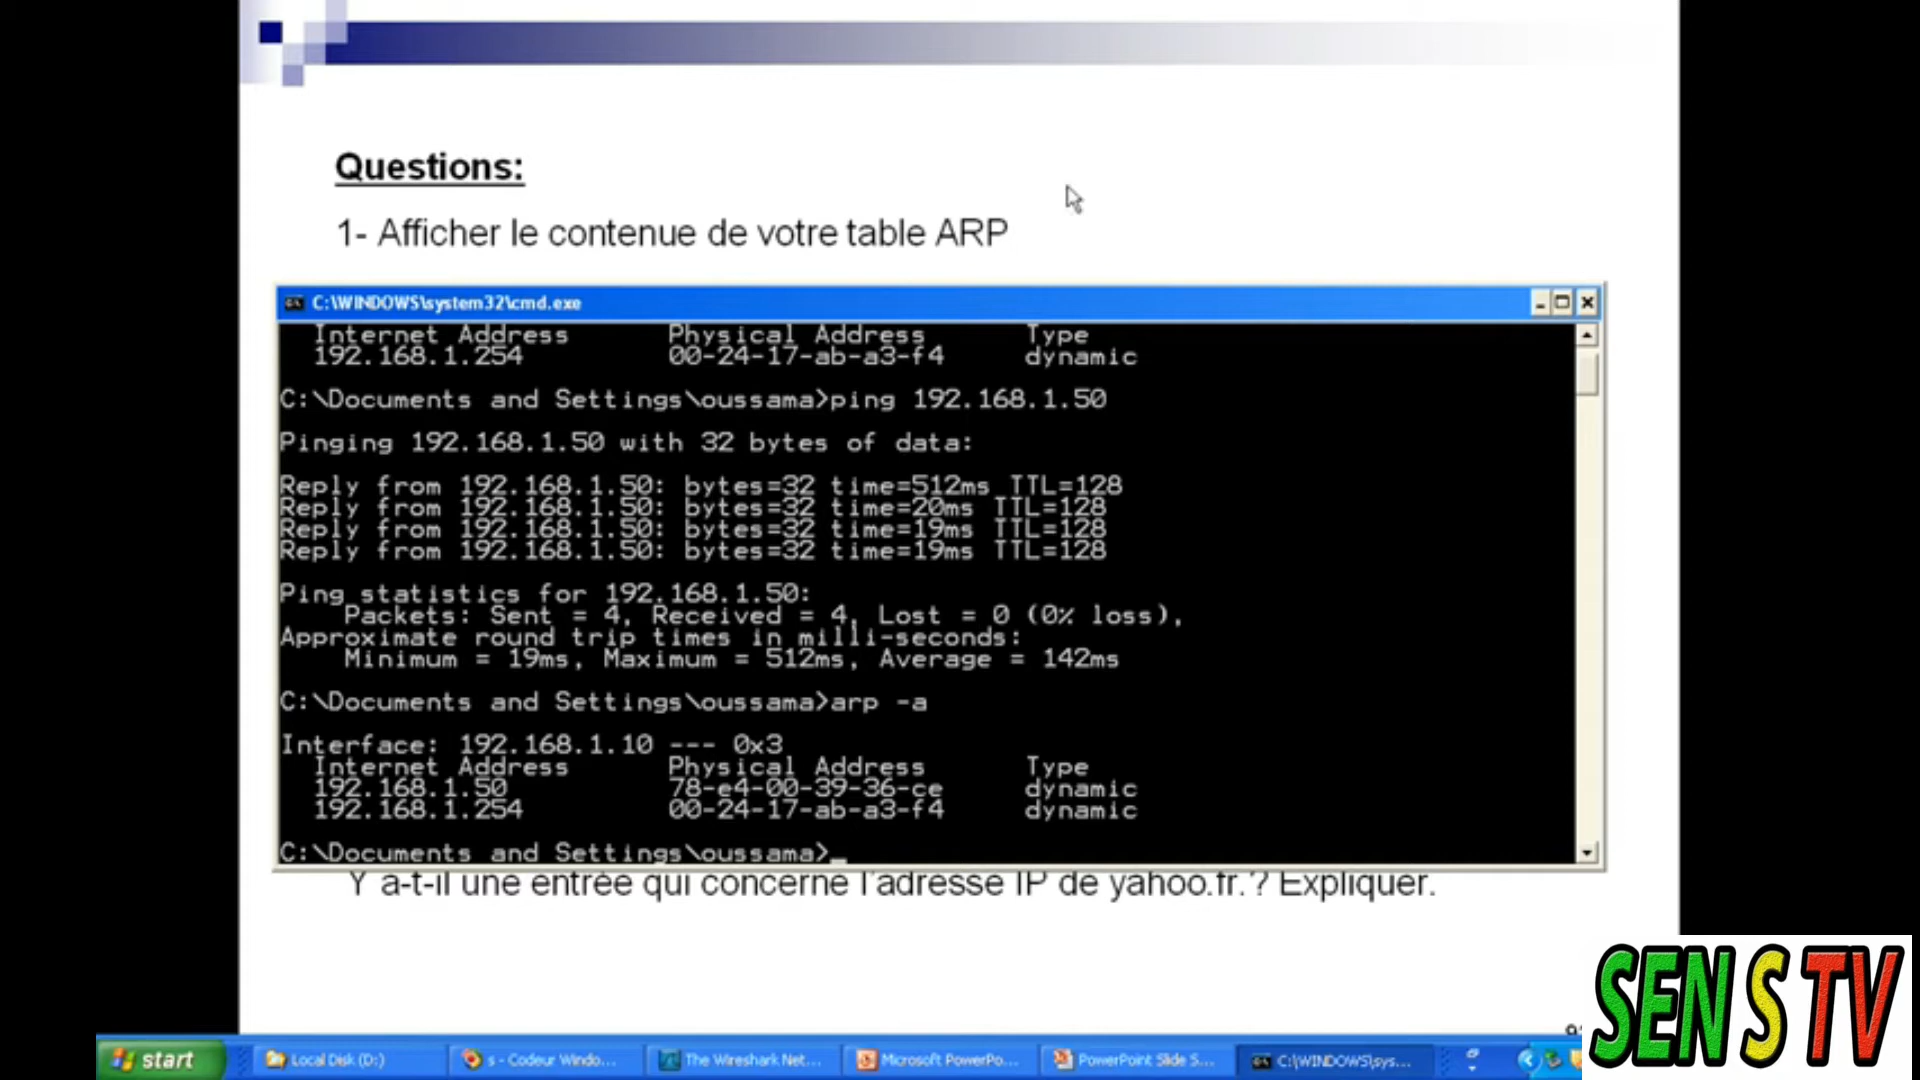 Questions:
1- Afficher le contenue de votre table ARP
C:\WINDOWS\system32\cmd.exe
Internet Address Physical Address Type
192.168.1.254 00-24-17-ab-a3-f4 dynamic
C:\Documents and Settings\oussama>ping 192.168.1.50
Pinging 192.168.1.50 with 32 bytes of data:
Reply from 192.168.1.50: bytes=32 time=512ms TTL=128
Reply from 192.168.1.50: bytes=32 time=20ms TTL=128
Reply from 192.168.1.50: bytes=32 time=19ms TTL=128
Reply from 192.168.1.50: bytes=32 time=19ms TTL=128
Ping statistics for 192.168.1.50:
Packets: Sent = 4, Received = 4, Lost = 0 (0% loss),
Approximate round trip times in milli-seconds:
Minimum = 19ms, Maximum = 512ms, Average = 142ms
C:\Documents and Settings\oussama>arp -a
Interface: 192.168.1.10 --- 0x3
Internet Address Physical Address Type
192.168.1.50 78-e4-00-39-36-ce dynamic
192.168.1.254 00-24-17-ab-a3-f4 dynamic
C:\Documents and Settings\oussama>_
Y a-t-il une entrée qui concerne l'adresse IP de yahoo.fr.? Expliquer.
SEN S TV
start Local Disk (D:) s - Codeur Windo... The Wireshark Net... Microsoft PowerPo... PowerPoint Slide S... C:\WINDOWS\sys...